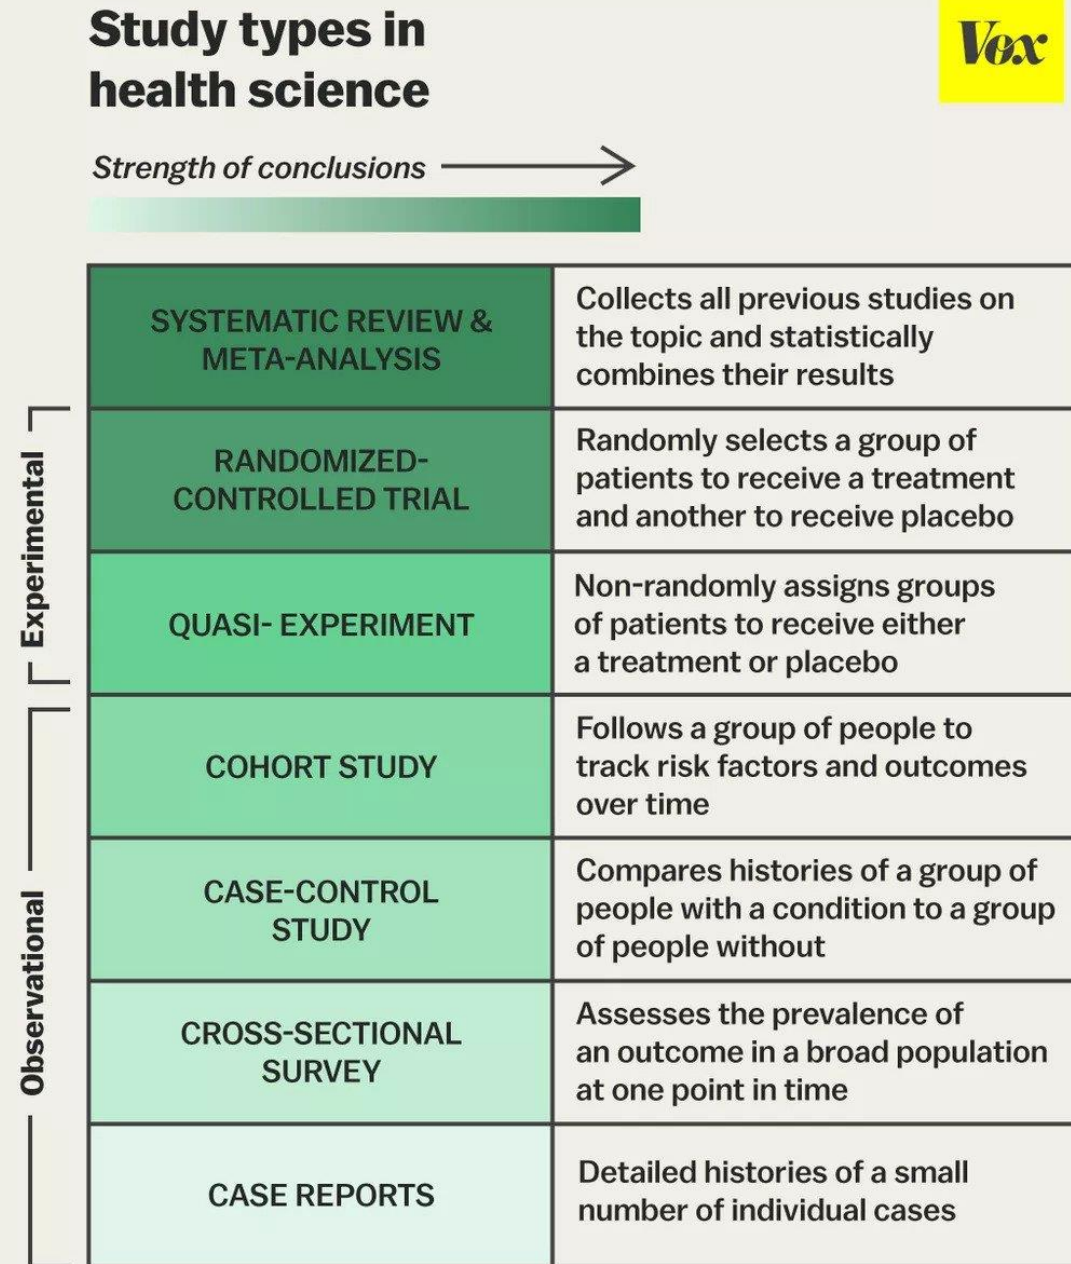 Study types in
health science
Vox
Strength of conclusions
SYSTEMATIC REVIEW &
META-ANALYSIS
Collects all previous studies on
the topic and statistically
combines their results
Experimental
RANDOMIZED-
CONTROLLED TRIAL
Randomly selects a group of
patients to receive a treatment
and another to receive placebo
QUASI- EXPERIMENT
Non-randomly assigns groups
of patients to receive either
a treatment or placebo
Observational
COHORT STUDY
Follows a group of people to
track risk factors and outcomes
over time
CASE-CONTROL
STUDY
Compares histories of a group of
people with a condition to a group
of people without
CROSS-SECTIONAL
SURVEY
Assesses the prevalence of
an outcome in a broad population
at one point in time
CASE REPORTS
Detailed histories of a small
number of individual cases